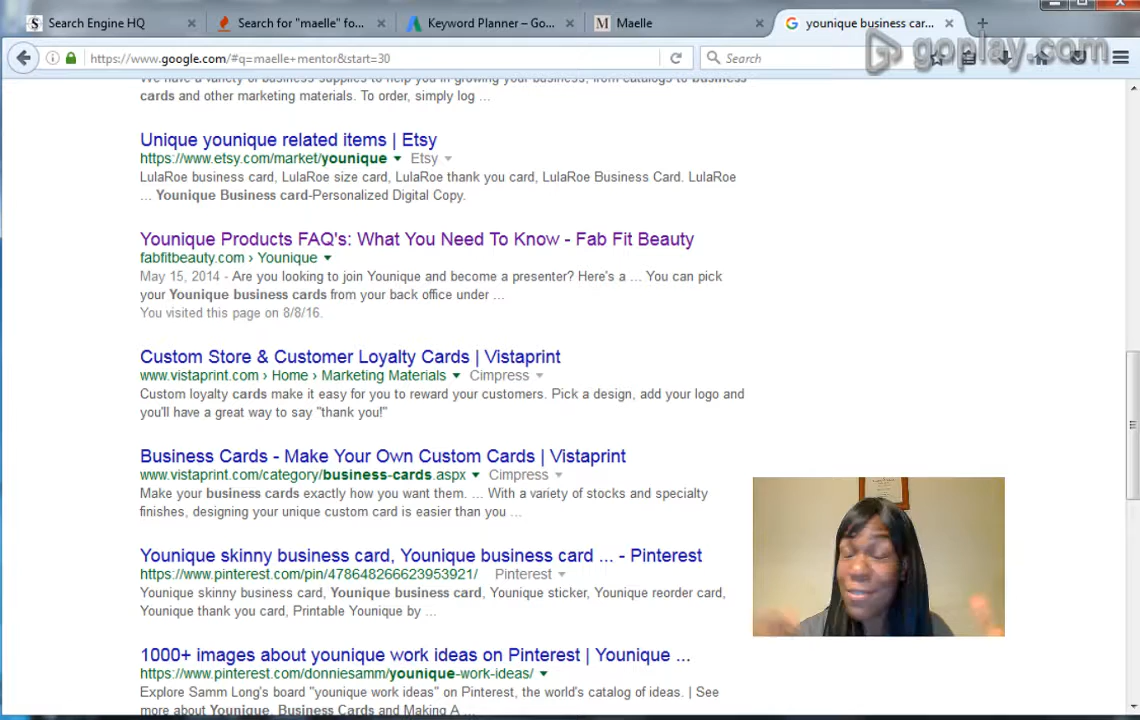 Search Engine HQ
Search for "maelle" fo...
Keyword Planner – Go...
M Maelle
younique business car...
https://www.google.com/#q=maelle+mentor&start=30
Search
goplay.com
We have a variety of business supplies to help you in growing your business, from catalogs to business
cards and other marketing materials. To order, simply log ...
Unique younique related items | Etsy
https://www.etsy.com/market/younique Etsy
LulaRoe business card, LulaRoe size card, LulaRoe thank you card, LulaRoe Business Card. LulaRoe
... Younique Business card-Personalized Digital Copy.
Younique Products FAQ's: What You Need To Know - Fab Fit Beauty
fabfitbeauty.com › Younique
May 15, 2014 - Are you looking to join Younique and become a presenter? Here's a ... You can pick
your Younique business cards from your back office under ...
You visited this page on 8/8/16.
Custom Store & Customer Loyalty Cards | Vistaprint
www.vistaprint.com › Home › Marketing Materials Cimpress
Custom loyalty cards make it easy for you to reward your customers. Pick a design, add your logo and
you'll have a great way to say "thank you!"
Business Cards - Make Your Own Custom Cards | Vistaprint
www.vistaprint.com/category/business-cards.aspx Cimpress
Make your business cards exactly how you want them. ... With a variety of stocks and specialty
finishes, designing your unique custom card is easier than you ...
Younique skinny business card, Younique business card ... - Pinterest
https://www.pinterest.com/pin/478648266623953921/ Pinterest
Younique skinny business card, Younique business card, Younique sticker, Younique reorder card,
Younique thank you card, Printable Younique by ...
1000+ images about younique work ideas on Pinterest | Younique ...
https://www.pinterest.com/donniesamm/younique-work-ideas/
Explore Samm Long's board "younique work ideas" on Pinterest, the world's catalog of ideas. | See
more about Younique, Business Cards and Making A ...